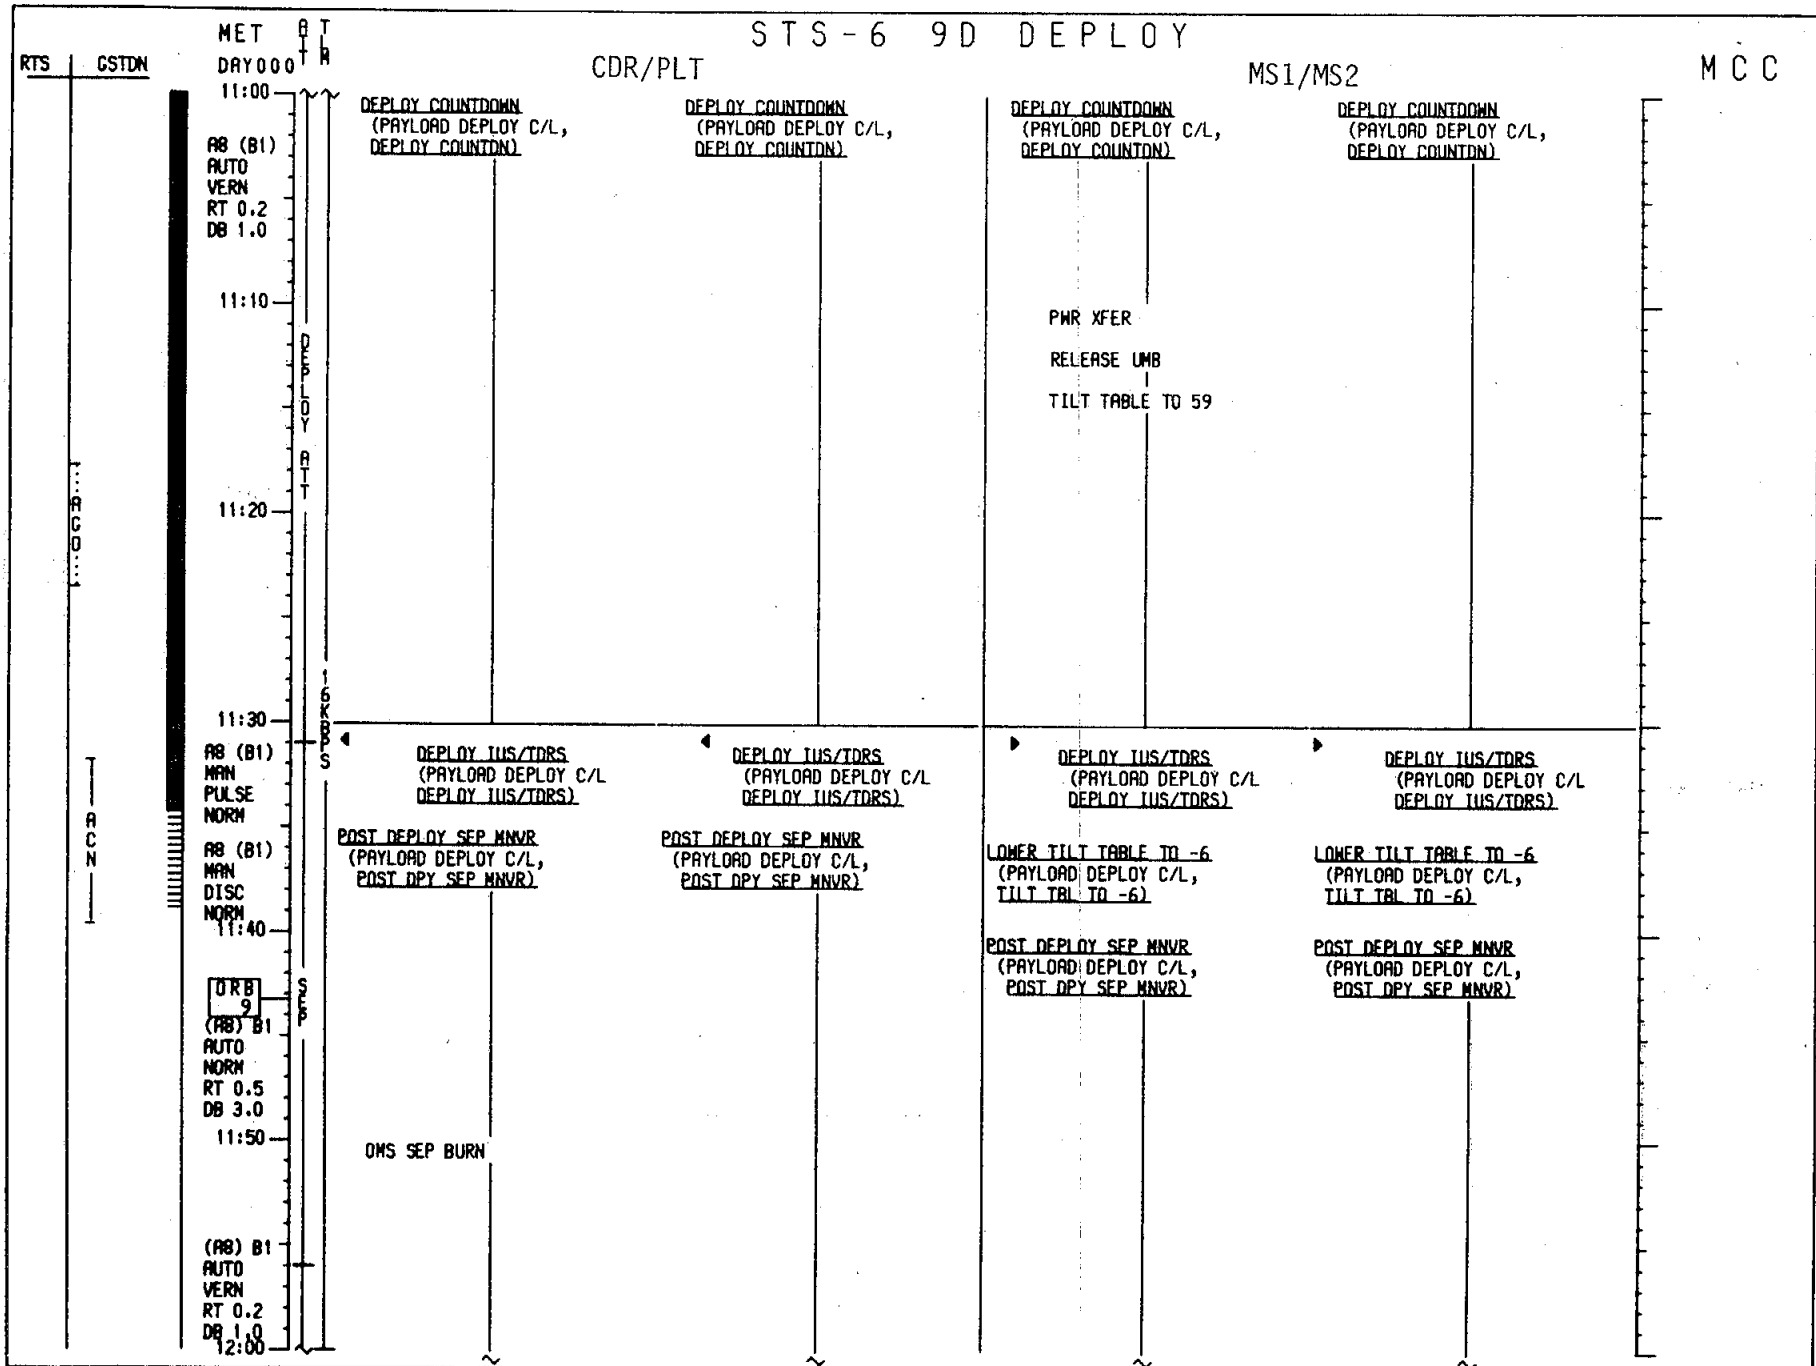 STS-6 9D DEPLOY
MET
ATT
TLM
RTS
GSTDN
DAY000
CDR/PLT
MS1/MS2
MCC
11:00
DEPLOY COUNTDOWN
(PAYLOAD DEPLOY C/L,
DEPLOY COUNTDN)
DEPLOY COUNTDOWN
(PAYLOAD DEPLOY C/L,
DEPLOY COUNTDN)
DEPLOY COUNTDOWN
(PAYLOAD DEPLOY C/L,
DEPLOY COUNTDN)
DEPLOY COUNTDOWN
(PAYLOAD DEPLOY C/L,
DEPLOY COUNTDN)
A8 (B1)
AUTO
VERN
RT 0.2
DB 1.0
11:10
PWR XFER
RELEASE UMB
TILT TABLE TO 59
DEPLOY ATT
AGO
11:20
16KBPS
11:30
A8 (B1)
MAN
PULSE
NORM
DEPLOY IUS/TDRS
(PAYLOAD DEPLOY C/L
DEPLOY IUS/TDRS)
DEPLOY IUS/TDRS
(PAYLOAD DEPLOY C/L
DEPLOY IUS/TDRS)
DEPLOY IUS/TDRS
(PAYLOAD DEPLOY C/L
DEPLOY IUS/TDRS)
DEPLOY IUS/TDRS
(PAYLOAD DEPLOY C/L
DEPLOY IUS/TDRS)
ACN
A8 (B1)
MAN
DISC
NORM
POST DEPLOY SEP MNVR
(PAYLOAD DEPLOY C/L,
POST DPY SEP MNVR)
POST DEPLOY SEP MNVR
(PAYLOAD DEPLOY C/L,
POST DPY SEP MNVR)
LOWER TILT TABLE TO -6
(PAYLOAD DEPLOY C/L,
TILT TBL TO -6)
LOWER TILT TABLE TO -6
(PAYLOAD DEPLOY C/L,
TILT TBL TO -6)
11:40
POST DEPLOY SEP MNVR
(PAYLOAD DEPLOY C/L,
POST DPY SEP MNVR)
POST DEPLOY SEP MNVR
(PAYLOAD DEPLOY C/L,
POST DPY SEP MNVR)
ORB
9
SEP
(A8) B1
AUTO
NORM
RT 0.5
DB 3.0
11:50
OMS SEP BURN
(A8) B1
AUTO
VERN
RT 0.2
DB 1.0
12:00